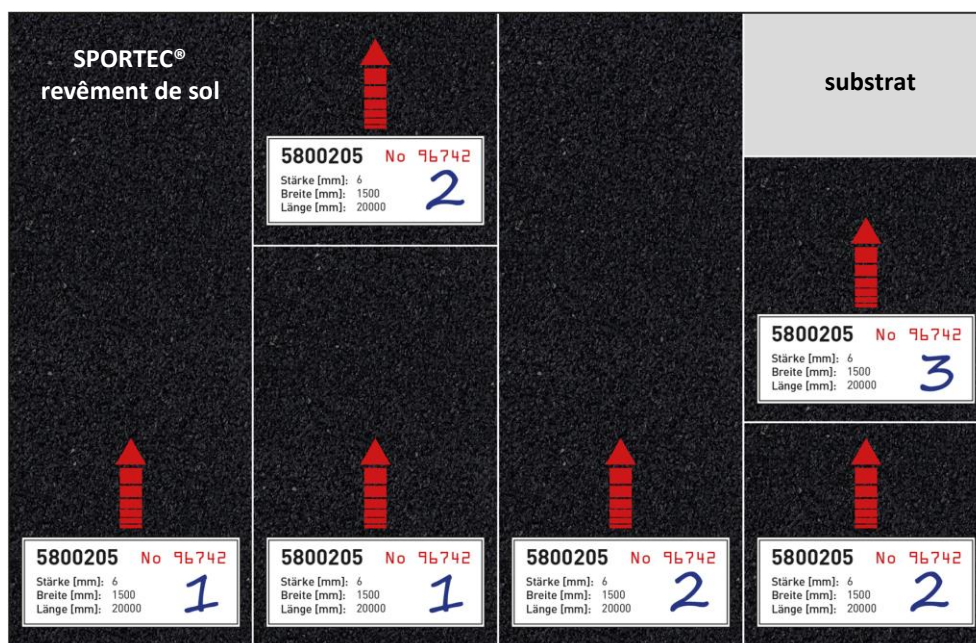 SPORTEC®
revêment de sol
5800205 No 96742
Stärke [mm]: 6
Breite [mm]: 1500
Länge [mm]: 20000
2
substrat
5800205 No 96742
Stärke [mm]: 6
Breite [mm]: 1500
Länge [mm]: 20000
3
5800205 No 96742
Stärke [mm]: 6
Breite [mm]: 1500
Länge [mm]: 20000
1
5800205 No 96742
Stärke [mm]: 6
Breite [mm]: 1500
Länge [mm]: 20000
1
5800205 No 96742
Stärke [mm]: 6
Breite [mm]: 1500
Länge [mm]: 20000
2
5800205 No 96742
Stärke [mm]: 6
Breite [mm]: 1500
Länge [mm]: 20000
2